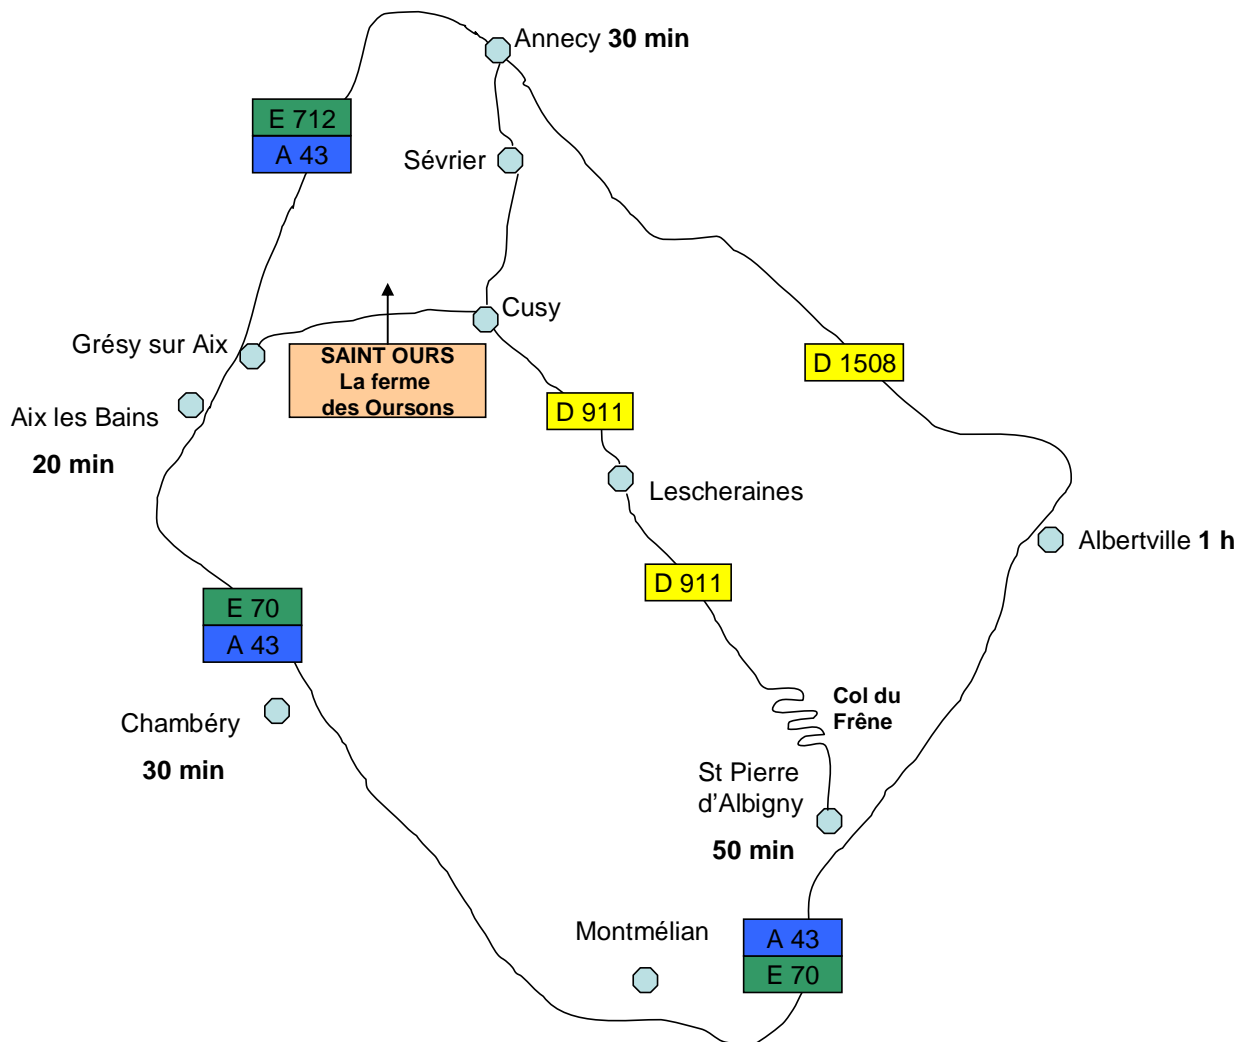 Annecy 30 min
E 712
A 43
Sévrier
Cusy
Grésy sur Aix
SAINT OURS
La ferme
des Oursons
D 1508
Aix les Bains
20 min
D 911
Lescheraines
Albertville 1 h
D 911
E 70
A 43
Col du
Frêne
Chambéry
30 min
St Pierre
d'Albigny
50 min
Montmélian
A 43
E 70